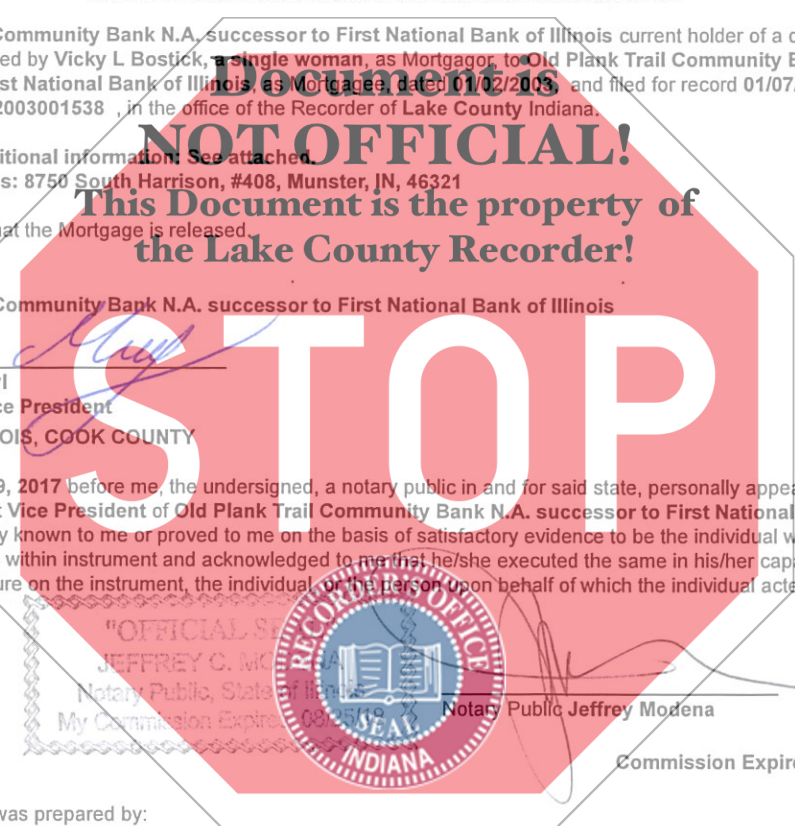 Community Bank N.A. successor to First National Bank of Illinois current holder of a
ed by Vicky L Bostick, a single woman, as Mortgagor, to Old Plank Trail Community
st National Bank of Illinois, as Mortgagee, dated 01/02/2003, and filed for record 01/07/
2003001538 , in the office of the Recorder of Lake County Indiana.
Document is
NOT OFFICIAL!
This Document is the property of
the Lake County Recorder!
itional information: See attached.
s: 8750 South Harrison, #408, Munster, IN, 46321
at the Mortgage is released.
Community Bank N.A. successor to First National Bank of Illinois
STOP
ce President
OIS, COOK COUNTY
9, 2017 before me, the undersigned, a notary public in and for said state, personally appea
t Vice President of Old Plank Trail Community Bank N.A. successor to First National
y known to me or proved to me on the basis of satisfactory evidence to be the individual w
within instrument and acknowledged to me that he/she executed the same in his/her capa
ure on the instrument, the individual, or the person upon behalf of which the individual acte
"OFFICIAL SE
JEFFREY C. MO NA
Notary Public, State of Illinois
My Commission Expires 08/25/18
RECORDER'S OFFICE
SEAL
INDIANA
Notary Public Jeffrey Modena
Commission Expire
was prepared by: